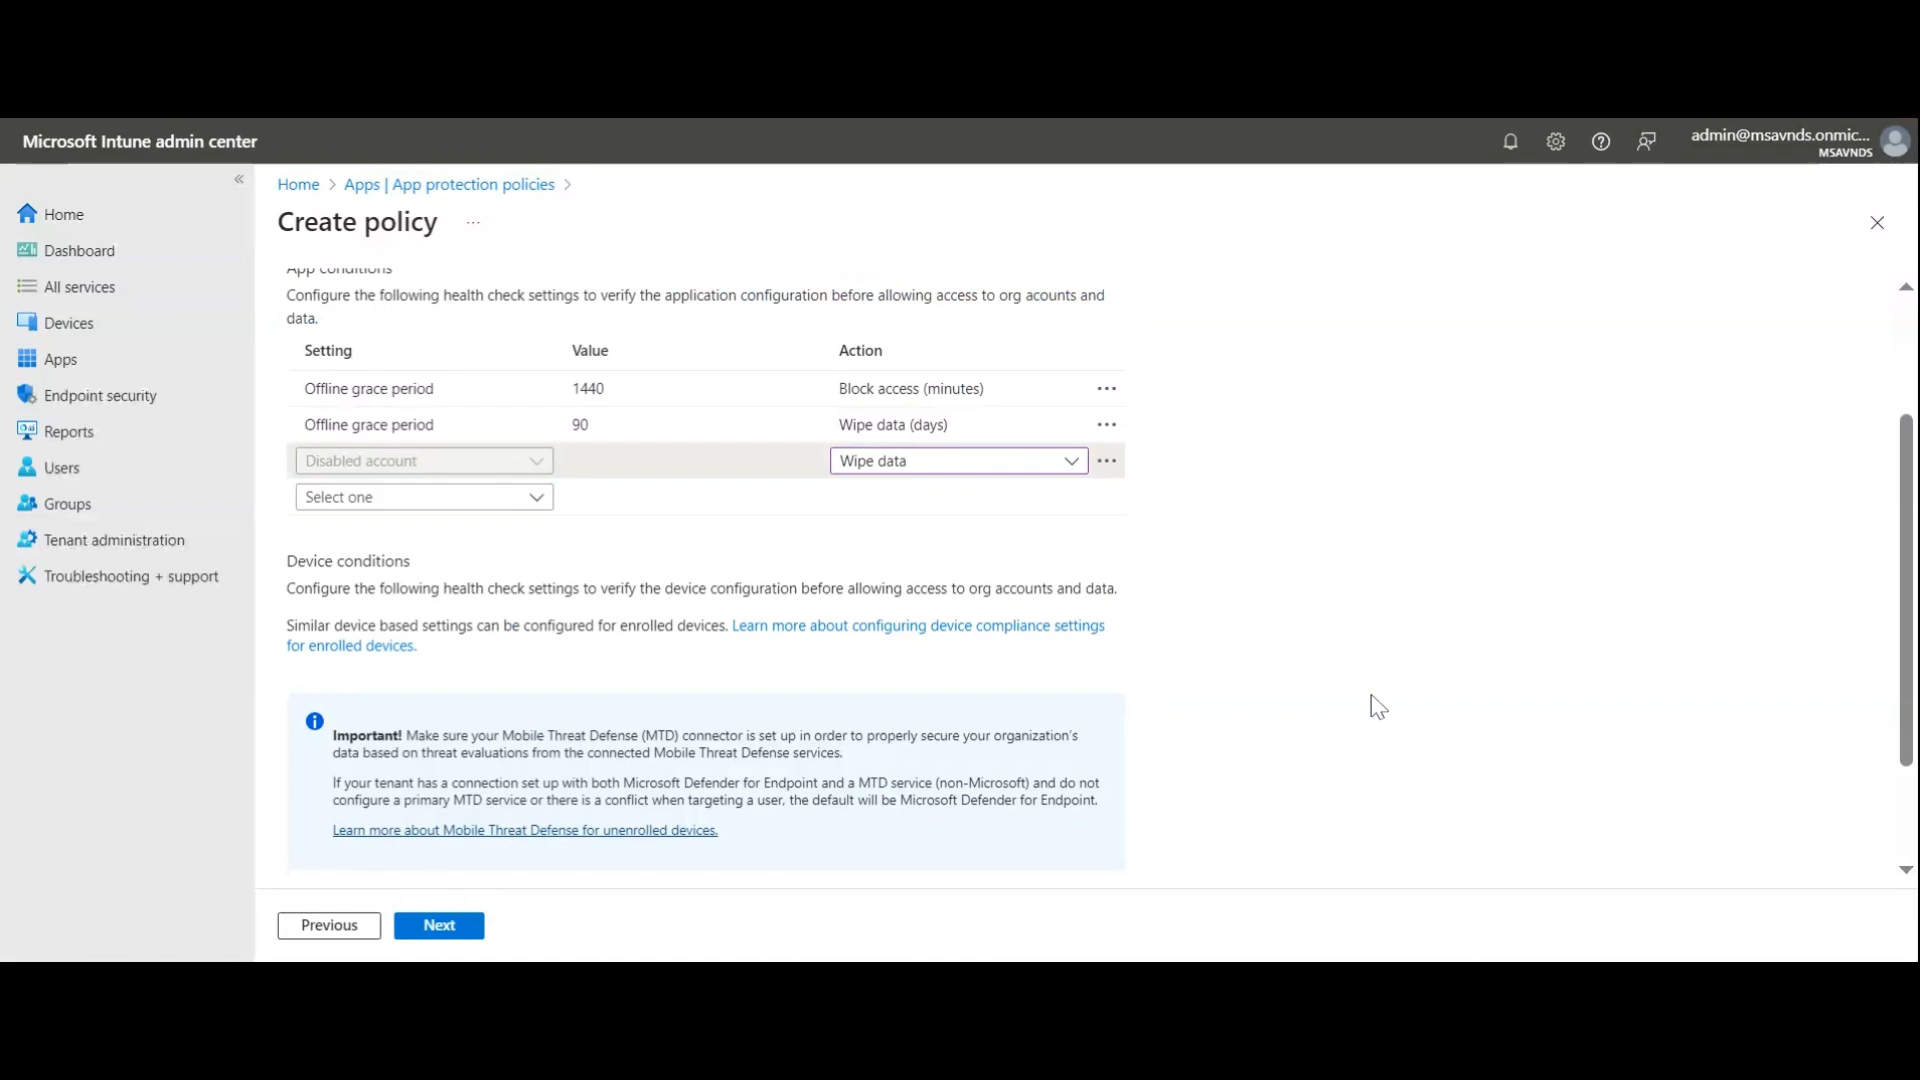 Microsoft Intune admin center
admin@msavnds.onmic...
MSAVNDS
Home
Dashboard
All services
Devices
Apps
Endpoint security
Reports
Users
Groups
Tenant administration
Troubleshooting + support
Home > Apps | App protection policies >
Create policy ...
App conditions
Configure the following health check settings to verify the application configuration before allowing access to org acounts and
data.
Setting Value Action
Offline grace period 1440 Block access (minutes)
Offline grace period 90 Wipe data (days)
Disabled account Wipe data
Select one
Device conditions
Configure the following health check settings to verify the device configuration before allowing access to org accounts and data.
Similar device based settings can be configured for enrolled devices. Learn more about configuring device compliance settings
for enrolled devices.
Important! Make sure your Mobile Threat Defense (MTD) connector is set up in order to properly secure your organization's
data based on threat evaluations from the connected Mobile Threat Defense services.
If your tenant has a connection set up with both Microsoft Defender for Endpoint and a MTD service (non-Microsoft) and do not
configure a primary MTD service or there is a conflict when targeting a user, the default will be Microsoft Defender for Endpoint.
Learn more about Mobile Threat Defense for unenrolled devices.
Previous Next